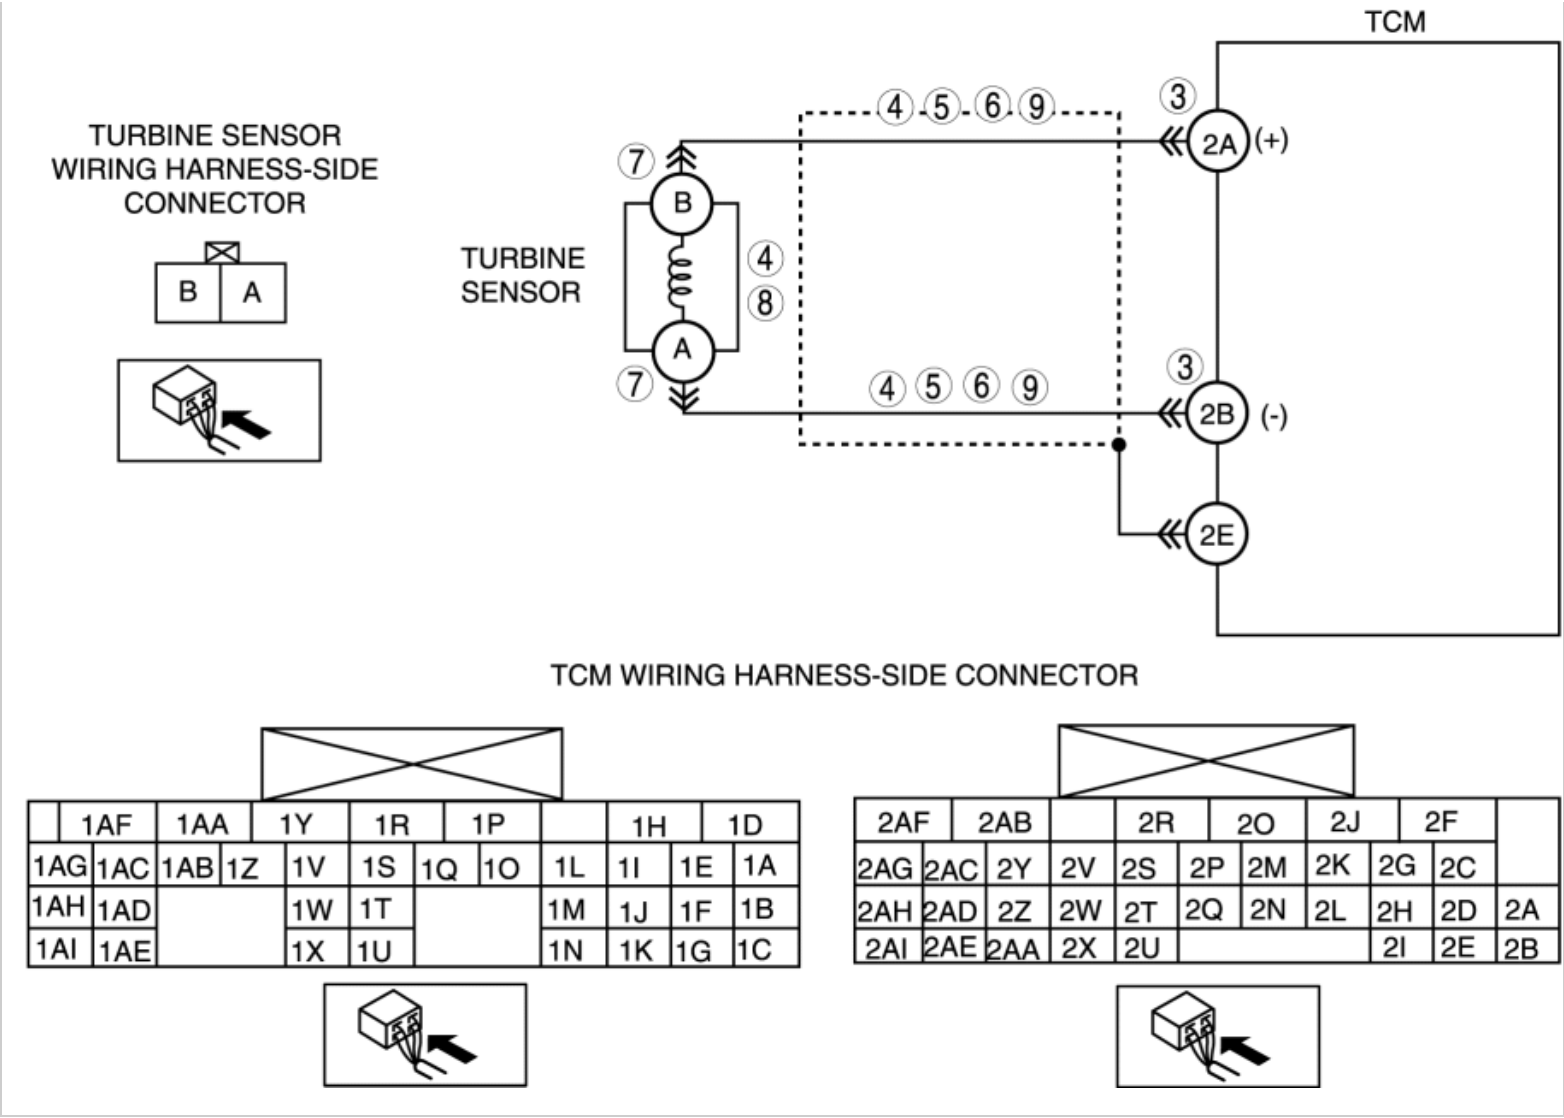 TCM
③
④ ⑤ ⑥ ⑨
2A (+)
TURBINE SENSOR
WIRING HARNESS-SIDE
CONNECTOR
B A
⑦
B
TURBINE
SENSOR
④
⑧
A
⑦
④ ⑤ ⑥ ⑨
③
2B (-)
2E
TCM WIRING HARNESS-SIDE CONNECTOR
1AF 1AA 1Y 1R 1P 1H 1D
1AG 1AC 1AB 1Z 1V 1S 1Q 1O 1L 1I 1E 1A
1AH 1AD 1W 1T 1M 1J 1F 1B
1AI 1AE 1X 1U 1N 1K 1G 1C
2AF 2AB 2R 2O 2J 2F
2AG 2AC 2Y 2V 2S 2P 2M 2K 2G 2C
2AH 2AD 2Z 2W 2T 2Q 2N 2L 2H 2D 2A
2AI 2AE 2AA 2X 2U 2I 2E 2B